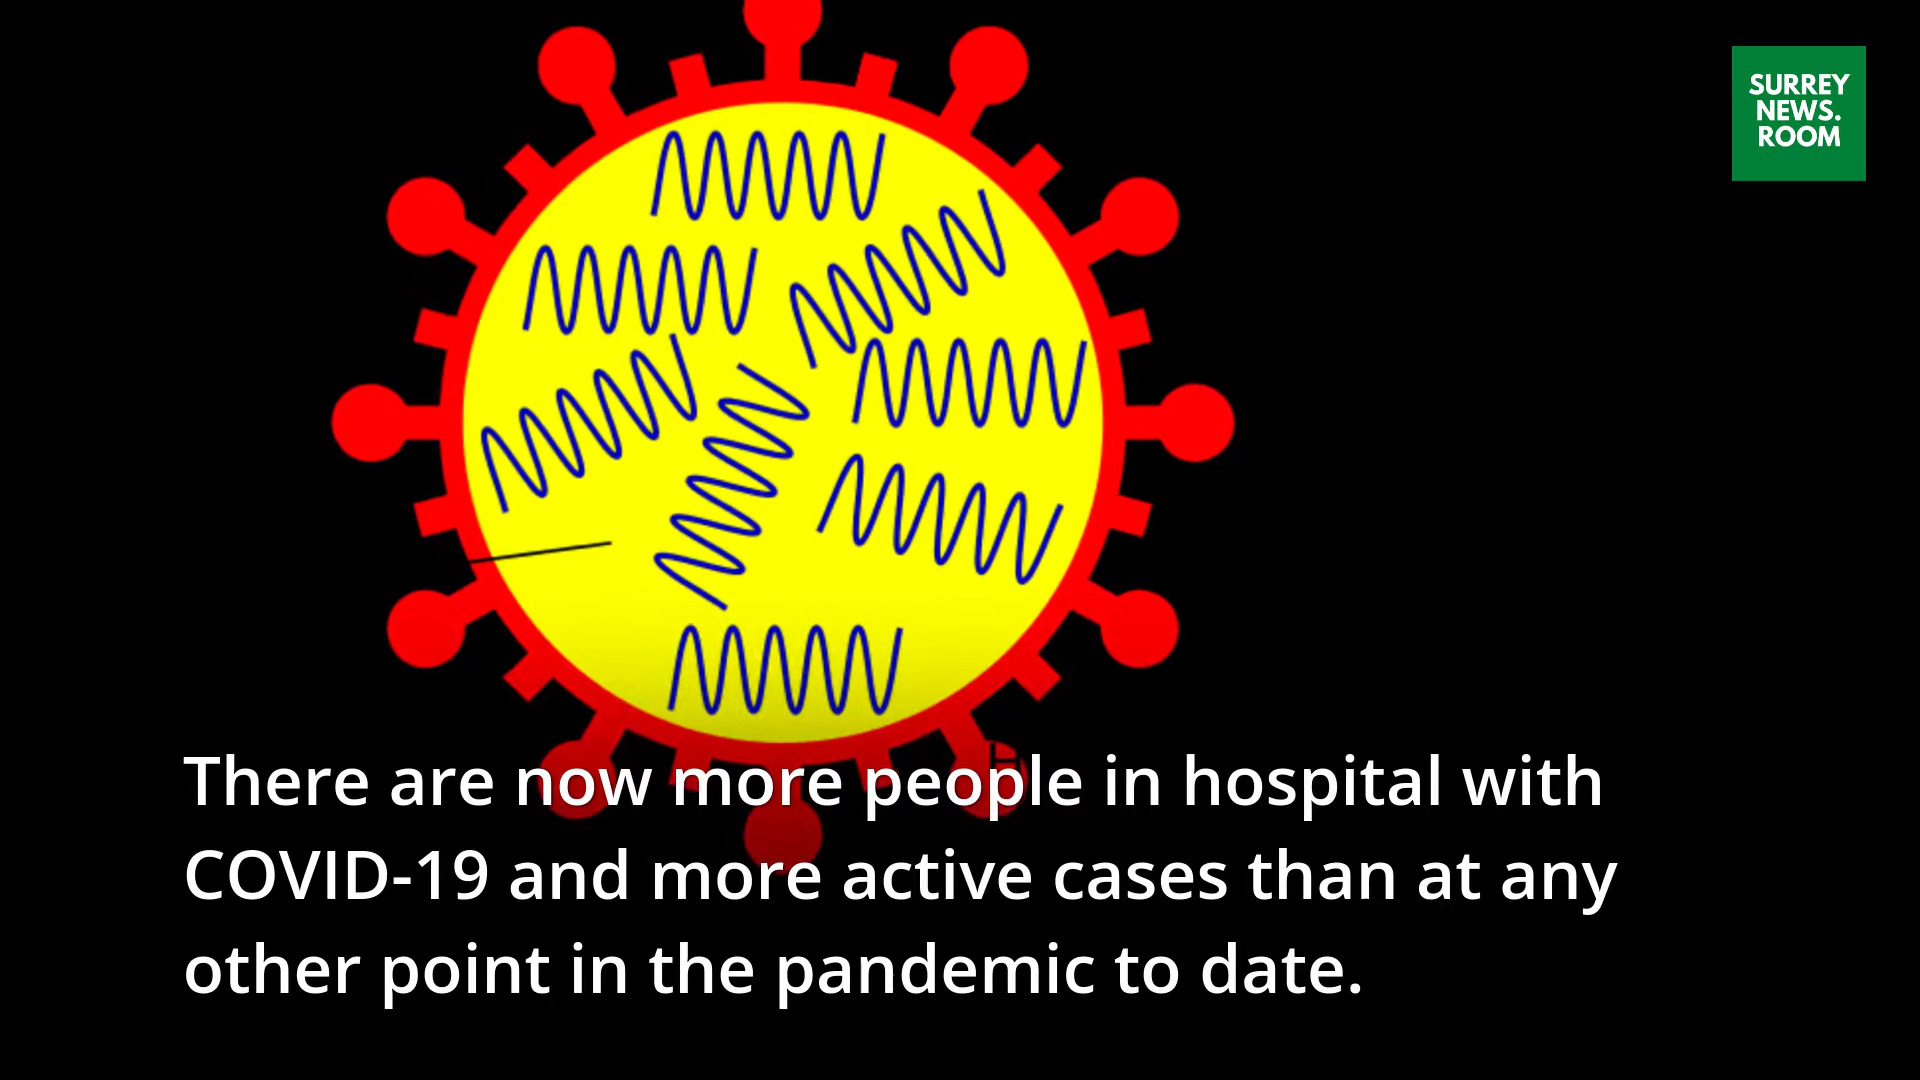 SURREY
NEWS.
ROOM
There are now more people in hospital with
COVID-19 and more active cases than at any
other point in the pandemic to date.